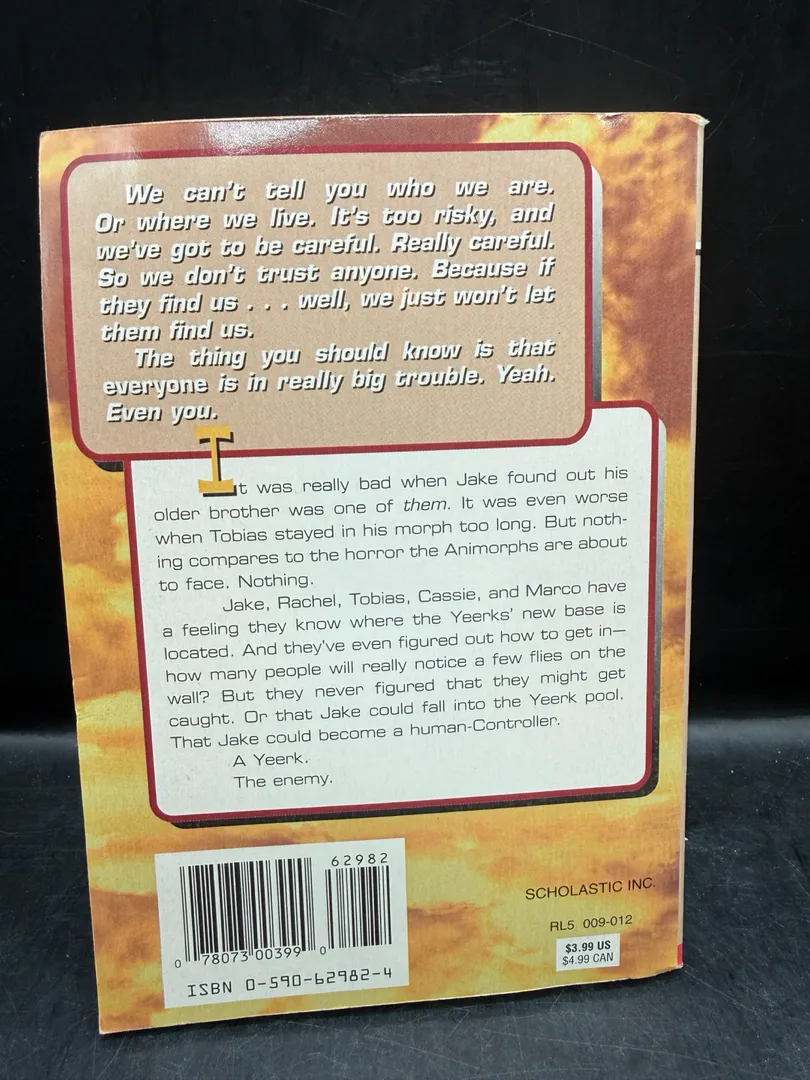 We can't tell you who we are.
Or where we live. It's too risky, and
we've got to be careful. Really careful.
So we don't trust anyone. Because if
they find us . . . well, we just won't let
them find us.
The thing you should know is that
everyone is in really big trouble. Yeah.
Even you.
It was really bad when Jake found out his
older brother was one of them. It was even worse
when Tobias stayed in his morph too long. But noth-
ing compares to the horror the Animorphs are about
to face. Nothing.
Jake, Rachel, Tobias, Cassie, and Marco have
a feeling they know where the Yeerks' new base is
located. And they've even figured out how to get in—
how many people will really notice a few flies on the
wall? But they never figured that they might get
caught. Or that Jake could fall into the Yeerk pool.
That Jake could become a human-Controller.
A Yeerk.
The enemy.
62982
0 78073 00399 0
ISBN 0-590-62982-4
SCHOLASTIC INC.
RL5 009-012
$3.99 US
$4.99 CAN